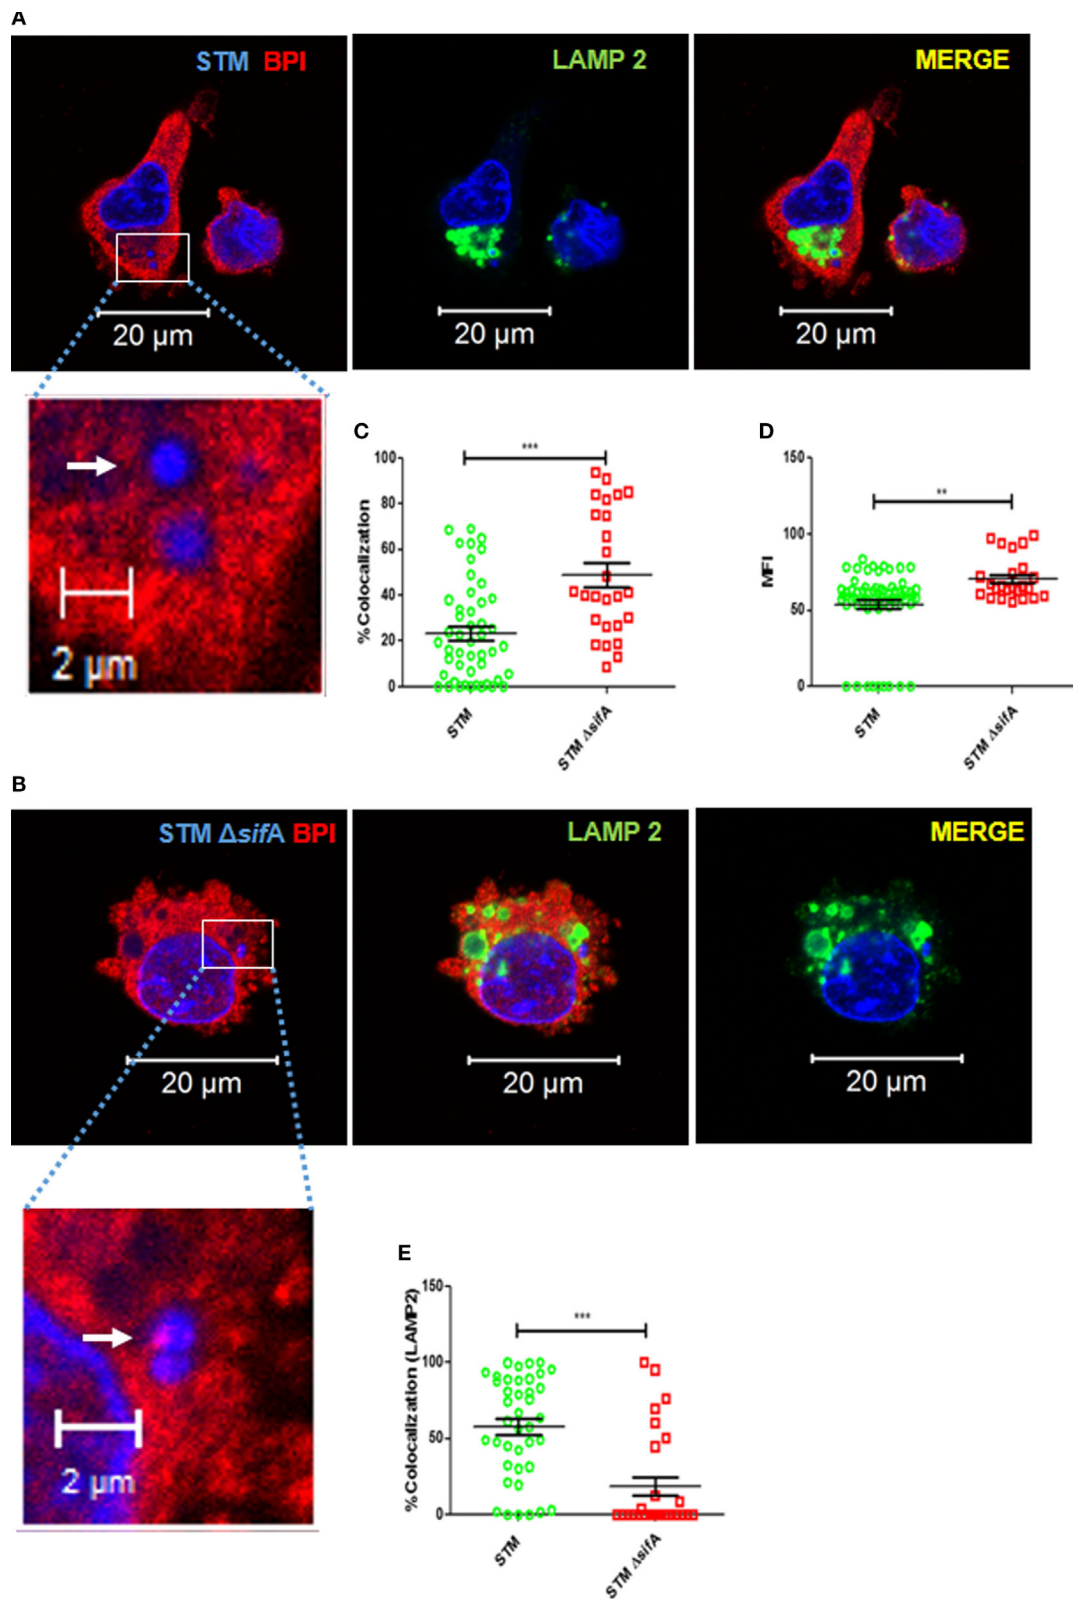 A
STM BPI
LAMP 2
MERGE
20 µm
20 µm
20 µm
2 µm
C
***
%Colocalization
100
80
60
40
20
0
STM
STM ΔsifA
D
**
MFI
150
100
50
0
STM
STM ΔsifA
B
STM ΔsifA BPI
LAMP 2
MERGE
20 µm
20 µm
20 µm
2 µm
E
***
%Colocalization (LAMP2)
150
100
50
0
STM
STM ΔsifA